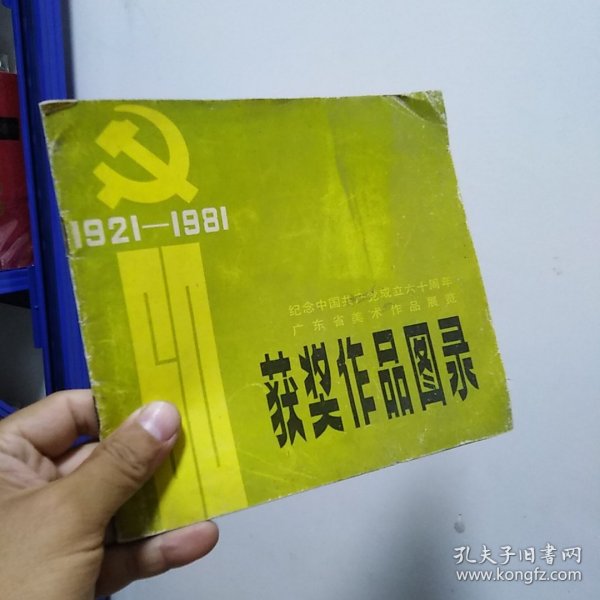 1921—1981
纪念中国共产党成立六十周年
广东省美术作品展览
获奖作品图录
孔夫子旧书网
www.kongfz.com